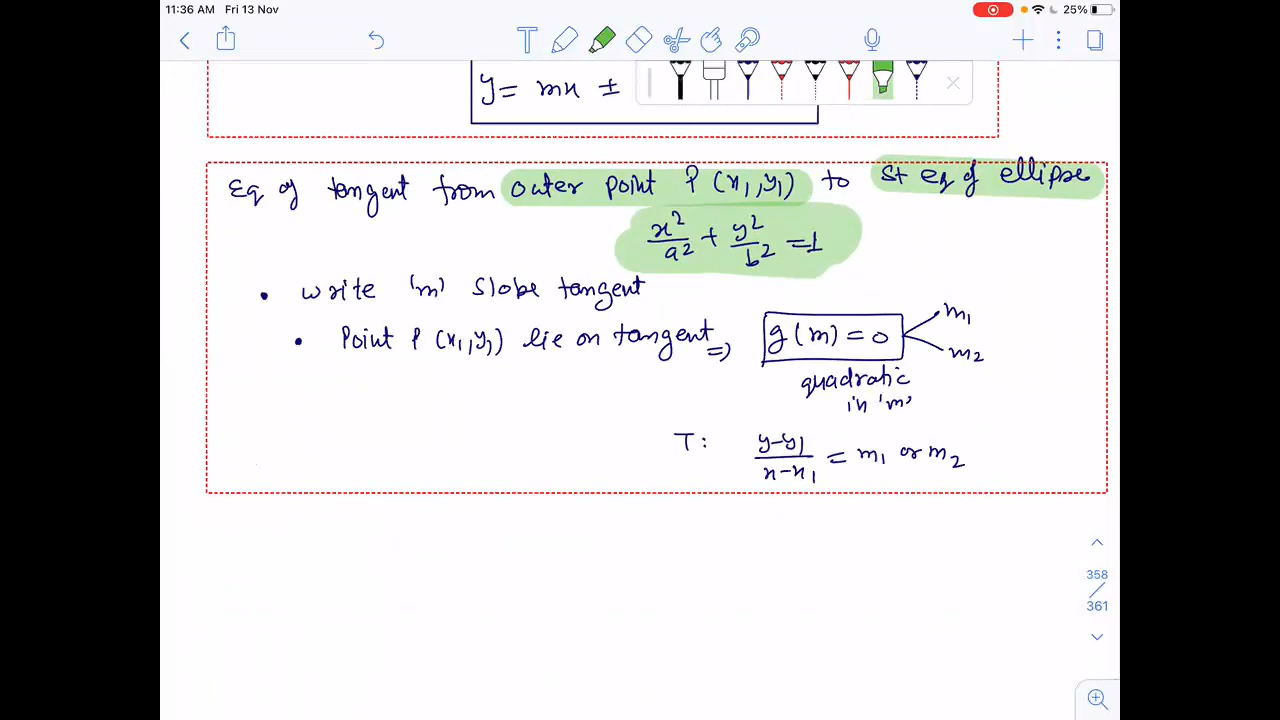 11:36 AM Fri 13 Nov
25%
T
y = mx ±
Eq of tangent from outer point P (x₁,y₁) to st eq of ellipse
x²/a² + y²/b² = 1
• write 'm' slobe tangent
• Point P (x₁,y₁) lie on tangent ⇒ g(m) = 0
m₁
m₂
quadratic
in 'm'
T: y-y₁/x-x₁ = m₁ or m₂
358
361